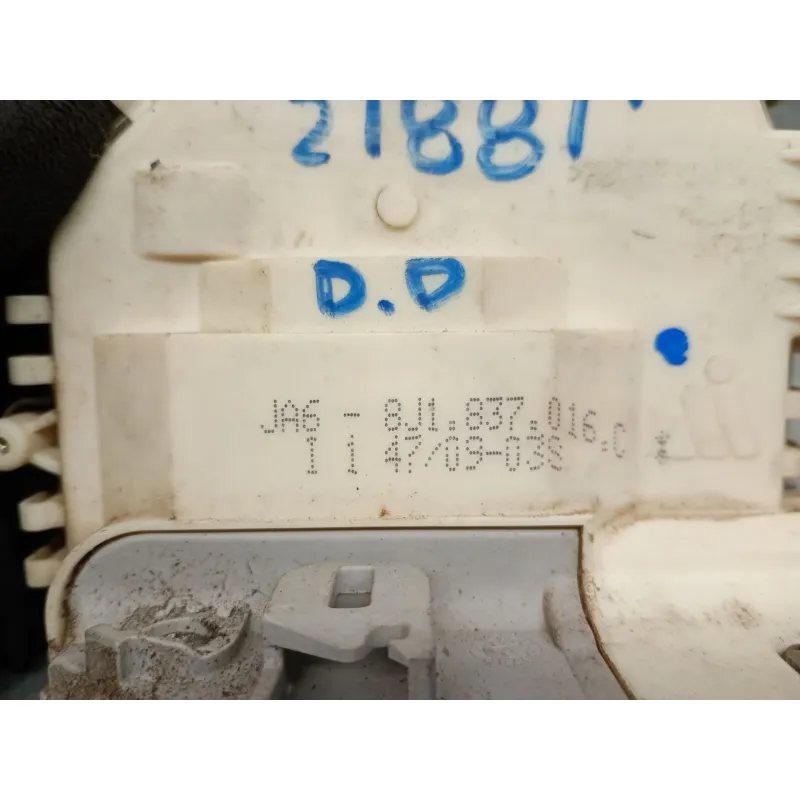 21881
D.D
JA6 - 8J1.837.016.C
1 1 47/09-03S